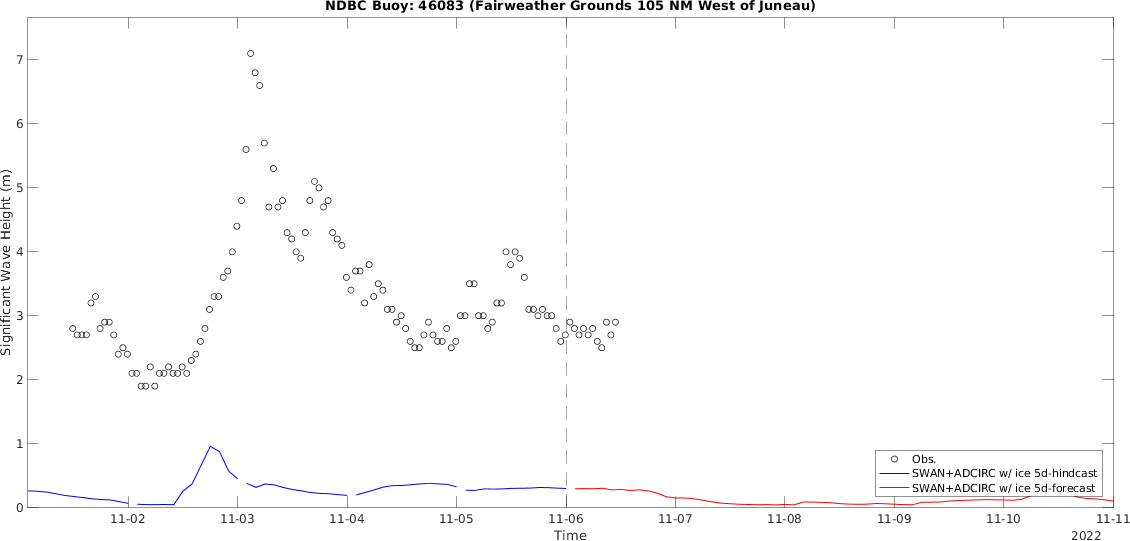 NDBC Buoy: 46083 (Fairweather Grounds 105 NM West of Juneau)
Significant Wave Height (m)
7
6
5
4
3
2
1
0
Obs.
SWAN+ADCIRC w/ ice 5d-hindcast
SWAN+ADCIRC w/ ice 5d-forecast
11-02 11-03 11-04 11-05 11-06 11-07 11-08 11-09 11-10 11-11
Time
2022